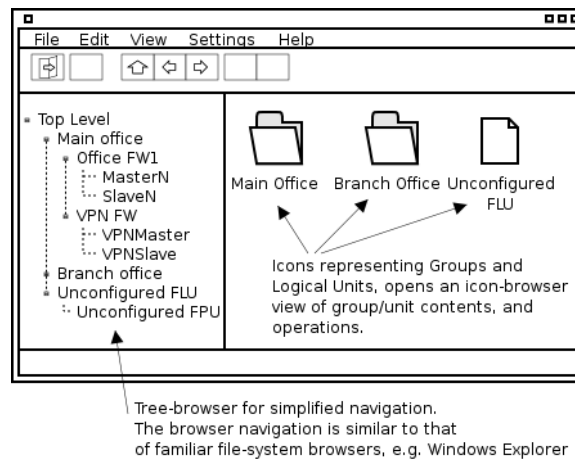 File Edit View Settings Help
Top Level
Main office
Office FW1
MasterN
SlaveN
VPN FW
VPNMaster
VPNSlave
Branch office
Unconfigured FLU
Unconfigured FPU
Main Office Branch Office Unconfigured
FLU
Icons representing Groups and
Logical Units, opens an icon-browser
view of group/unit contents, and
operations.
Tree-browser for simplified navigation.
The browser navigation is similar to that
of familiar file-system browsers, e.g. Windows Explorer